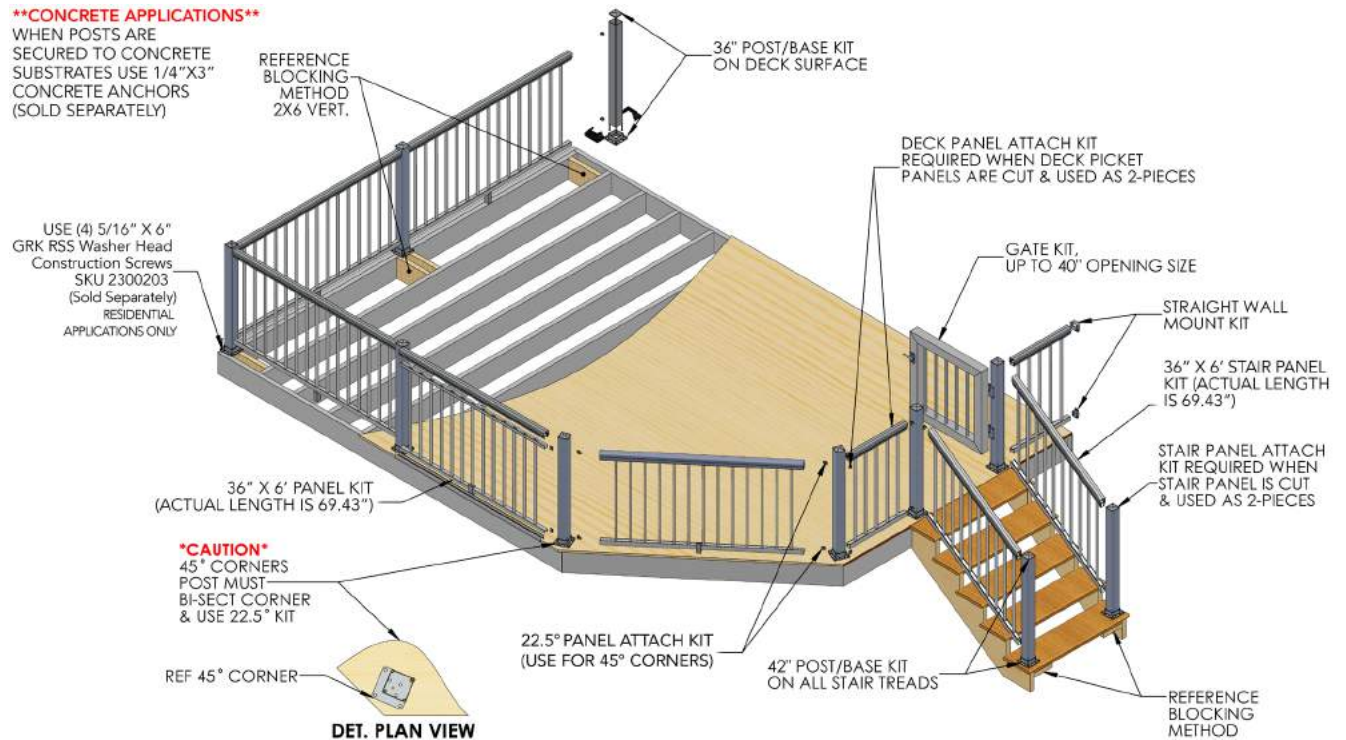 **CONCRETE APPLICATIONS**
WHEN POSTS ARE
SECURED TO CONCRETE
SUBSTRATES USE 1/4"X3"
CONCRETE ANCHORS
(SOLD SEPARATELY)
REFERENCE
BLOCKING
METHOD
2X6 VERT.
36" POST/BASE KIT
ON DECK SURFACE
DECK PANEL ATTACH KIT
REQUIRED WHEN DECK PICKET
PANELS ARE CUT & USED AS 2-PIECES
USE (4) 5/16" X 6"
GRK RSS Washer Head
Construction Screws
SKU 2300203
(Sold Separately)
RESIDENTIAL
APPLICATIONS ONLY
GATE KIT,
UP TO 40" OPENING SIZE
STRAIGHT WALL
MOUNT KIT
36" X 6' STAIR PANEL
KIT (ACTUAL LENGTH
IS 69.43")
STAIR PANEL ATTACH
KIT REQUIRED WHEN
STAIR PANEL IS CUT
& USED AS 2-PIECES
36" X 6' PANEL KIT
(ACTUAL LENGTH IS 69.43")
*CAUTION*
45° CORNERS
POST MUST
BI-SECT CORNER
& USE 22.5° KIT
REF 45° CORNER
DET. PLAN VIEW
22.5° PANEL ATTACH KIT
(USE FOR 45° CORNERS)
42" POST/BASE KIT
ON ALL STAIR TREADS
REFERENCE
BLOCKING
METHOD